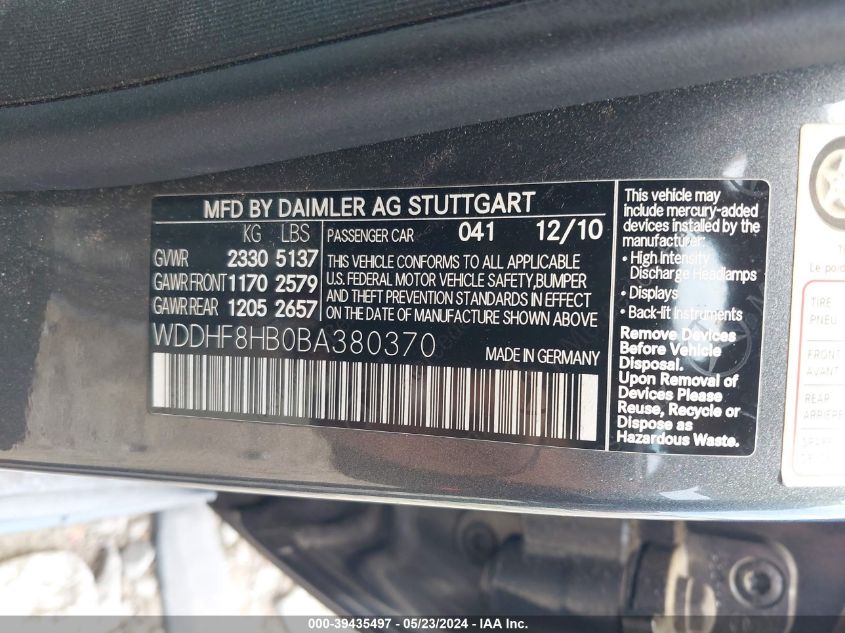 MFD BY DAIMLER AG STUTTGART
KG LBS
GVWR 2330 5137
GAWR FRONT 1170 2579
GAWR REAR 1205 2657
PASSENGER CAR 041 12/10
THIS VEHICLE CONFORMS TO ALL APPLICABLE
U.S. FEDERAL MOTOR VEHICLE SAFETY,BUMPER
AND THEFT PREVENTION STANDARDS IN EFFECT
ON THE DATE OF MANUFACTURE SHOWN ABOVE.
WDDHF8HB0BA380370
MADE IN GERMANY
This vehicle may
include mercury-added
devices installed by the
manufacturer:
• High Intensity
Discharge Headlamps
• Displays
• Back-lit Instruments
Remove Devices
Before Vehicle
Disposal.
Upon Removal of
Devices Please
Reuse, Recycle or
Dispose as
Hazardous Waste.
TIRE
PNEU
FRONT
AVANT
REAR
ARRIERE
000-39435497 - 05/23/2024 - IAA Inc.